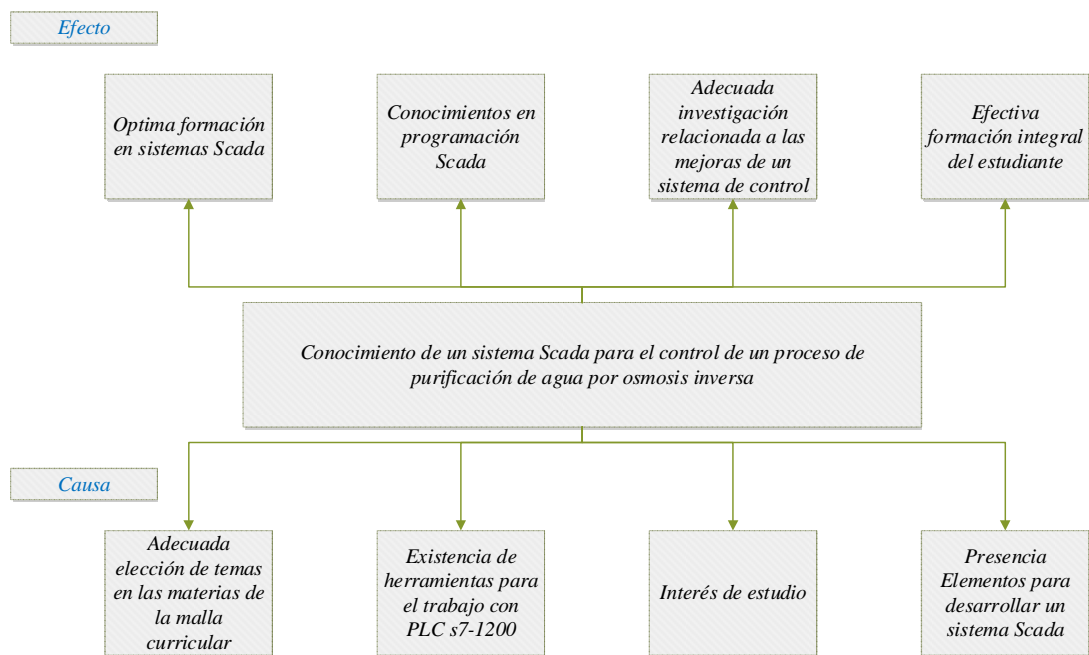 Efecto
Optima formación
en sistemas Scada
Conocimientos en
programación
Scada
Adecuada
investigación
relacionada a las
mejoras de un
sistema de control
Efectiva
formación integral
del estudiante
Conocimiento de un sistema Scada para el control de un proceso de
purificación de agua por osmosis inversa
Causa
Adecuada
elección de temas
en las materias de
la malla
curricular
Existencia de
herramientas para
el trabajo con
PLC s7-1200
Interés de estudio
Presencia
Elementos para
desarrollar un
sistema Scada